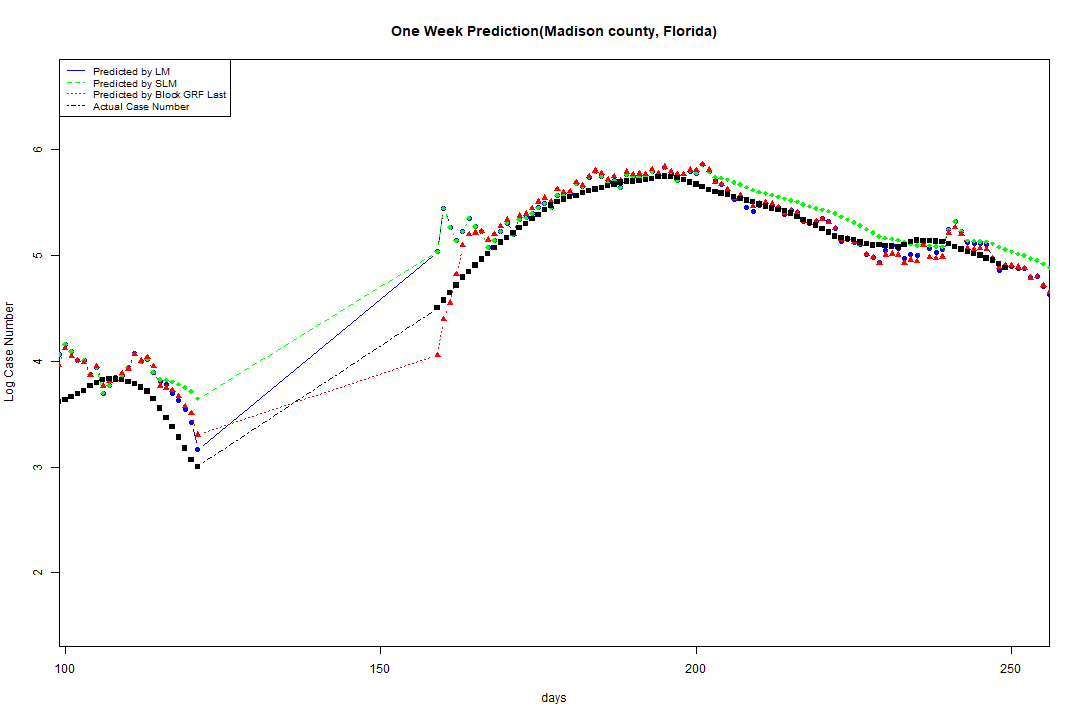 One Week Prediction(Madison county, Florida)
Predicted by LM
Predicted by SLM
Predicted by Block GRF Last
Actual Case Number
6
5
4
3
2
Log Case Number
100 150 200 250
days